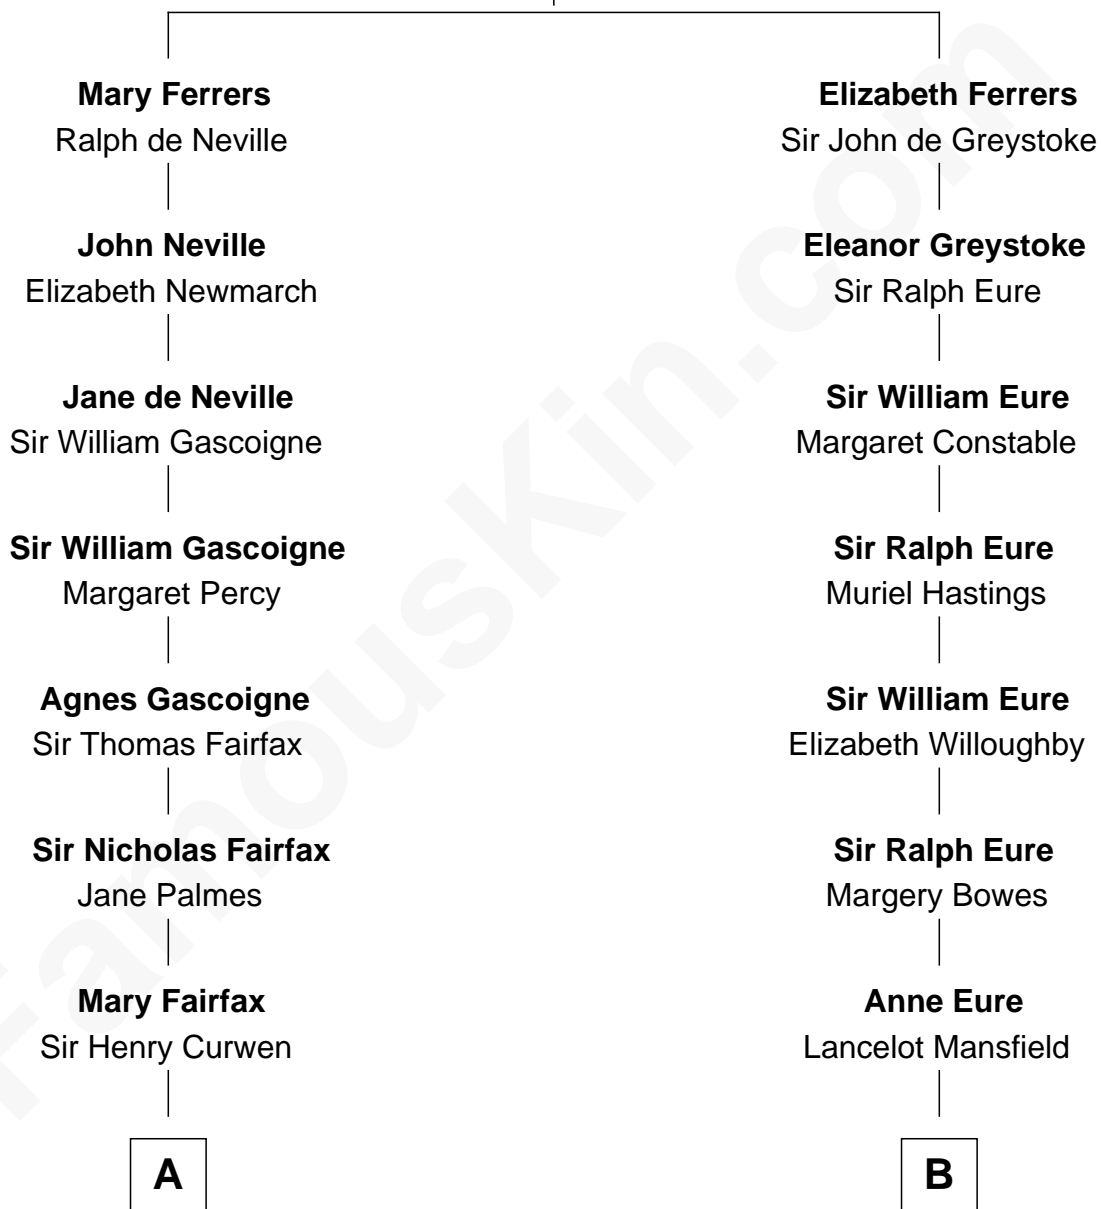 Mary Ferrers
Ralph de Neville
John Neville
Elizabeth Newmarch
Jane de Neville
Sir William Gascoigne
Sir William Gascoigne
Margaret Percy
Agnes Gascoigne
Sir Thomas Fairfax
Sir Nicholas Fairfax
Jane Palmes
Mary Fairfax
Sir Henry Curwen
A
Elizabeth Ferrers
Sir John de Greystoke
Eleanor Greystoke
Sir Ralph Eure
Sir William Eure
Margaret Constable
Sir Ralph Eure
Muriel Hastings
Sir William Eure
Elizabeth Willoughby
Sir Ralph Eure
Margery Bowes
Anne Eure
Lancelot Mansfield
B
FamousKin.com